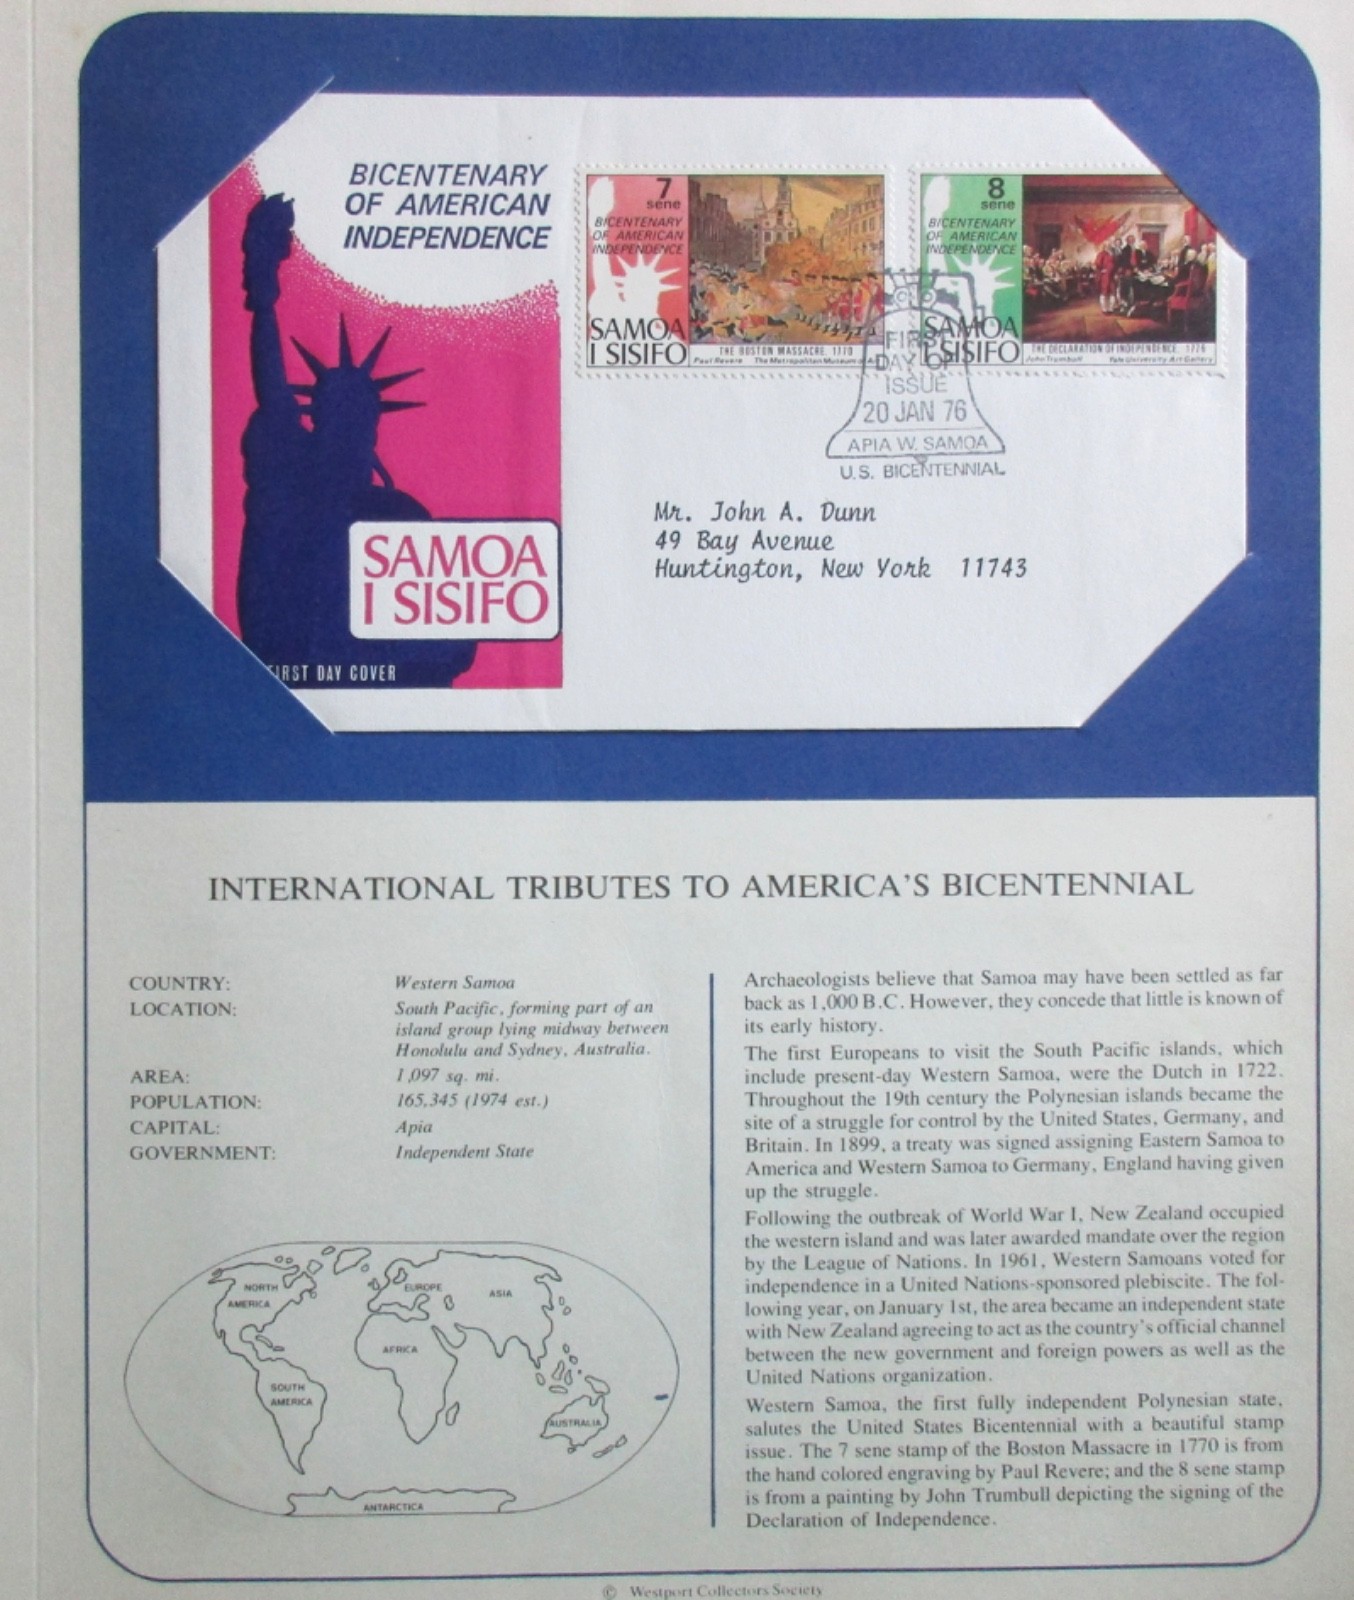 BICENTENARY
OF AMERICAN
INDEPENDENCE
SAMOA
I SISIFO
FIRST DAY COVER
7
sene
BICENTENARY
OF AMERICAN
INDEPENDENCE
SAMOA
I SISIFO
THE BOSTON MASSACRE, 1770
Paul Revere The Metropolitan Museum of
8
sene
BICENTENARY
OF AMERICAN
INDEPENDENCE
SAMOA
I SISIFO
THE DECLARATION OF INDEPENDENCE, 1776
John Trumbull Yale University Art Gallery
FIRST
DAY OF
ISSUE
20 JAN 76
APIA W. SAMOA
U.S. BICENTENNIAL
Mr. John A. Dunn
49 Bay Avenue
Huntington, New York 11743
INTERNATIONAL TRIBUTES TO AMERICA'S BICENTENNIAL
COUNTRY: Western Samoa
LOCATION: South Pacific, forming part of an
island group lying midway between
Honolulu and Sydney, Australia.
AREA: 1,097 sq. mi.
POPULATION: 165,345 (1974 est.)
CAPITAL: Apia
GOVERNMENT: Independent State
NORTH
AMERICA
EUROPE
ASIA
AFRICA
SOUTH
AMERICA
AUSTRALIA
ANTARCTICA
Archaeologists believe that Samoa may have been settled as far
back as 1,000 B.C. However, they concede that little is known of
its early history.
The first Europeans to visit the South Pacific islands, which
include present-day Western Samoa, were the Dutch in 1722.
Throughout the 19th century the Polynesian islands became the
site of a struggle for control by the United States, Germany, and
Britain. In 1899, a treaty was signed assigning Eastern Samoa to
America and Western Samoa to Germany, England having given
up the struggle.
Following the outbreak of World War I, New Zealand occupied
the western island and was later awarded mandate over the region
by the League of Nations. In 1961, Western Samoans voted for
independence in a United Nations-sponsored plebiscite. The fol-
lowing year, on January 1st, the area became an independent state
with New Zealand agreeing to act as the country's official channel
between the new government and foreign powers as well as the
United Nations organization.
Western Samoa, the first fully independent Polynesian state,
salutes the United States Bicentennial with a beautiful stamp
issue. The 7 sene stamp of the Boston Massacre in 1770 is from
the hand colored engraving by Paul Revere; and the 8 sene stamp
is from a painting by John Trumbull depicting the signing of the
Declaration of Independence.
© Westport Collectors Society